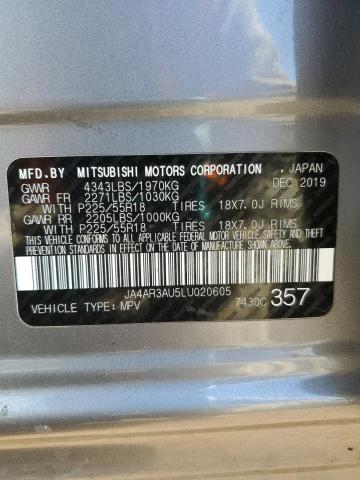 MFD.BY MITSUBISHI MOTORS CORPORATION , JAPAN
GVWR 4343LBS/1970KG DEC 2019
GAWR FR 2271LBS/1030KG
WITH P225/55R18 TIRES 18X7.0J RIMS
GAWR RR 2205LBS/1000KG
WITH P225/55R18 TIRES 18X7.0J RIMS
THIS VEHICLE CONFORMS TO ALL APPLICABLE FEDERAL MOTOR VEHICLE SAFETY, BUMPER, AND THEFT
PREVENTION STANDARDS IN EFFECT ON THE DATE OF MANUFACTURE SHOWN ABOVE.
JA4AR3AU5LU020605
VEHICLE TYPE: MPV 7430C 357